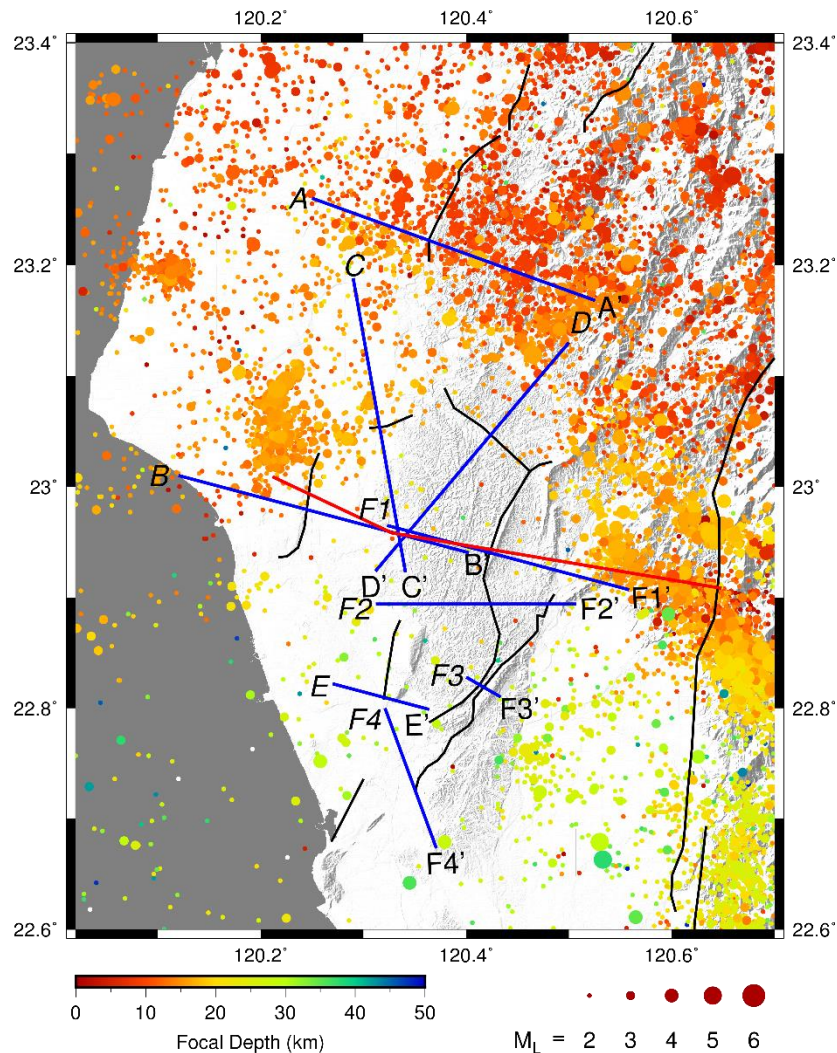 120.2° 120.4° 120.6°
23.4° 23.4°
A
C
A'
D
23.2° 23.2°
B
23° 23°
F1
B'
D' C' F1'
F2 F2'
F3
E
F3'
22.8° 22.8°
F4 E'
F4'
22.6° 22.6°
120.2° 120.4° 120.6°
0 10 20 30 40 50
Focal Depth (km)
M_L = 2 3 4 5 6